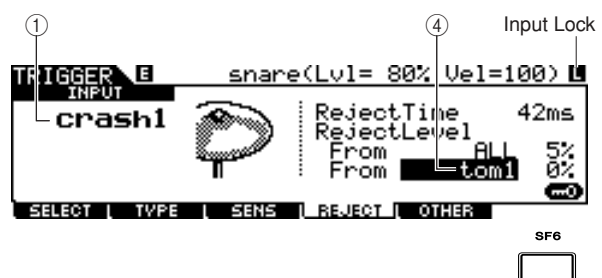 ① ④ Input Lock
TRIGGER E snare(Lvl= 80% Vel=100) L
INPUT
crash1
RejectTime 42ms
RejectLevel
From ALL 5%
From tom1 0%
SELECT TYPE SENS REJECT OTHER
SF6